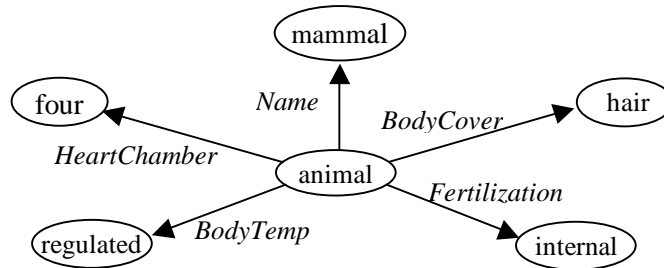 mammal
four
Name
hair
BodyCover
HeartChamber
animal
Fertilization
regulated
BodyTemp
internal